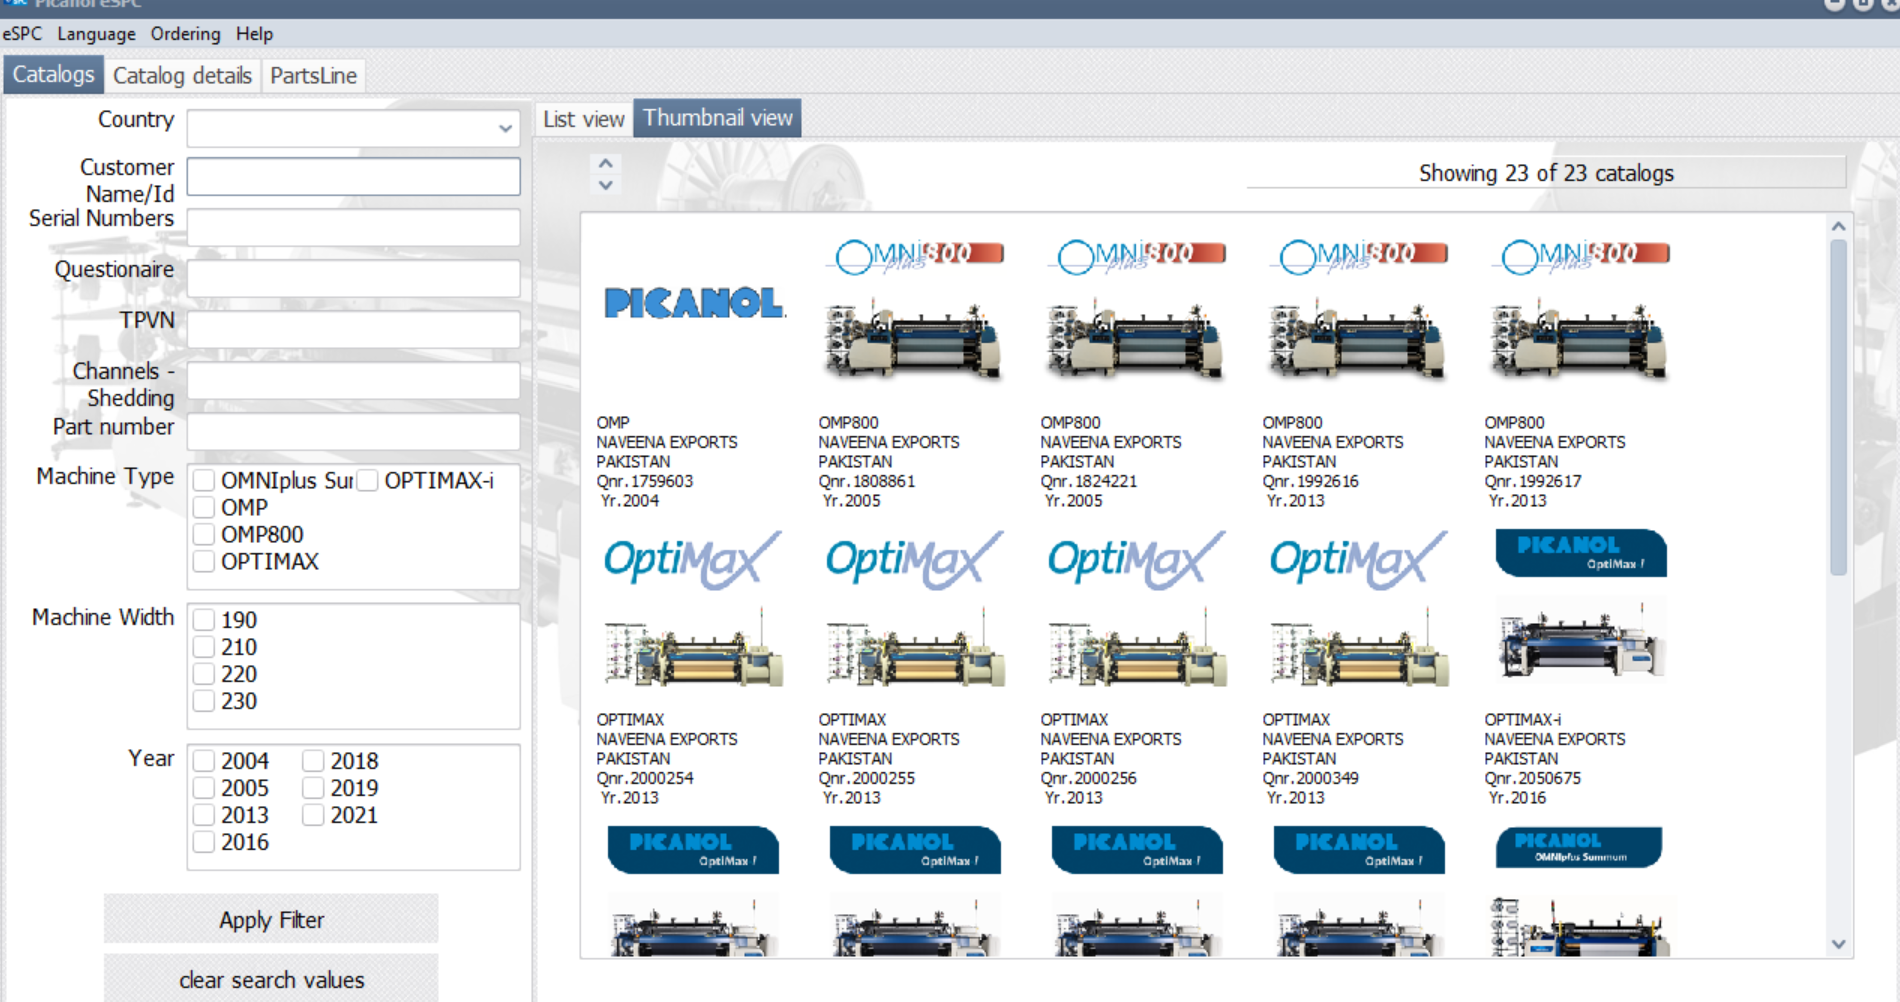 Picanol eSPC
eSPC Language Ordering Help
Catalogs Catalog details PartsLine
Country
Customer
Name/Id
Serial Numbers
Questionaire
TPVN
Channels -
Shedding
Part number
Machine Type
OMNIplus Sur OPTIMAX-i
OMP
OMP800
OPTIMAX
Machine Width
190
210
220
230
Year
2004 2018
2005 2019
2013 2021
2016
Apply Filter
clear search values
List view Thumbnail view
Showing 23 of 23 catalogs
PICANOL
OMNi plus 800
OMNi plus 800
OMNi plus 800
OMNi plus 800
OMP OMP800 OMP800 OMP800 OMP800
NAVEENA EXPORTS NAVEENA EXPORTS NAVEENA EXPORTS NAVEENA EXPORTS NAVEENA EXPORTS
PAKISTAN PAKISTAN PAKISTAN PAKISTAN PAKISTAN
Qnr.1759603 Qnr.1808861 Qnr.1824221 Qnr.1992616 Qnr.1992617
Yr.2004 Yr.2005 Yr.2005 Yr.2013 Yr.2013
OptiMax OptiMax OptiMax OptiMax PICANOL
OptiMax i
OPTIMAX OPTIMAX OPTIMAX OPTIMAX OPTIMAX-i
NAVEENA EXPORTS NAVEENA EXPORTS NAVEENA EXPORTS NAVEENA EXPORTS NAVEENA EXPORTS
PAKISTAN PAKISTAN PAKISTAN PAKISTAN PAKISTAN
Qnr.2000254 Qnr.2000255 Qnr.2000256 Qnr.2000349 Qnr.2050675
Yr.2013 Yr.2013 Yr.2013 Yr.2013 Yr.2016
PICANOL PICANOL PICANOL PICANOL PICANOL
OptiMax i OptiMax i OptiMax i OptiMax i OMNIplus Summum